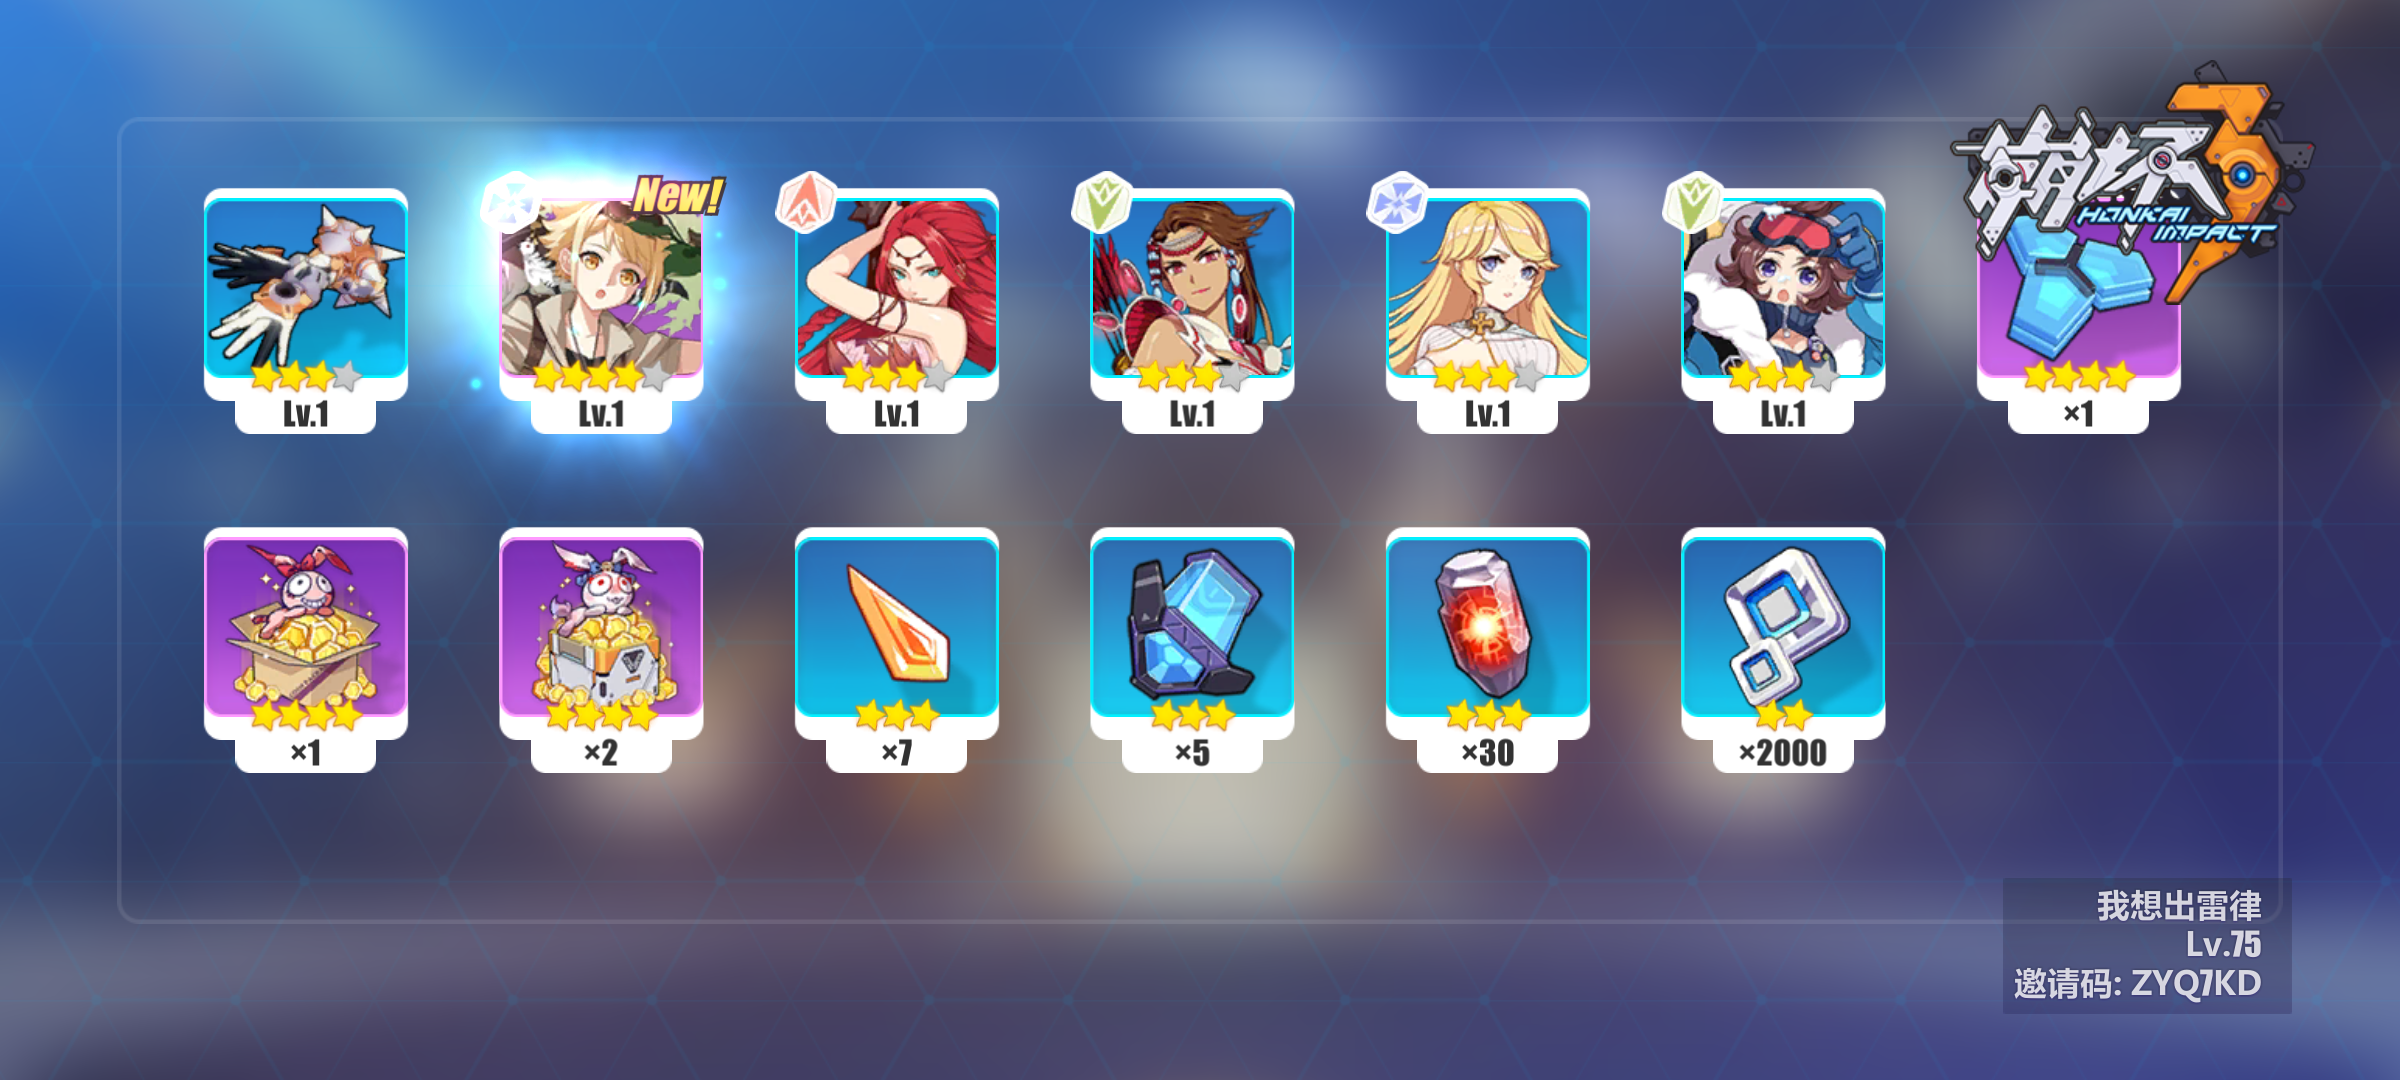 New!
崩坏3
HONKAI
IMPACT
Lv.1
Lv.1
Lv.1
Lv.1
Lv.1
Lv.1
×1
×1
×2
×7
×5
×30
×2000
我想出雷律
Lv.75
邀请码: ZYQ7KD